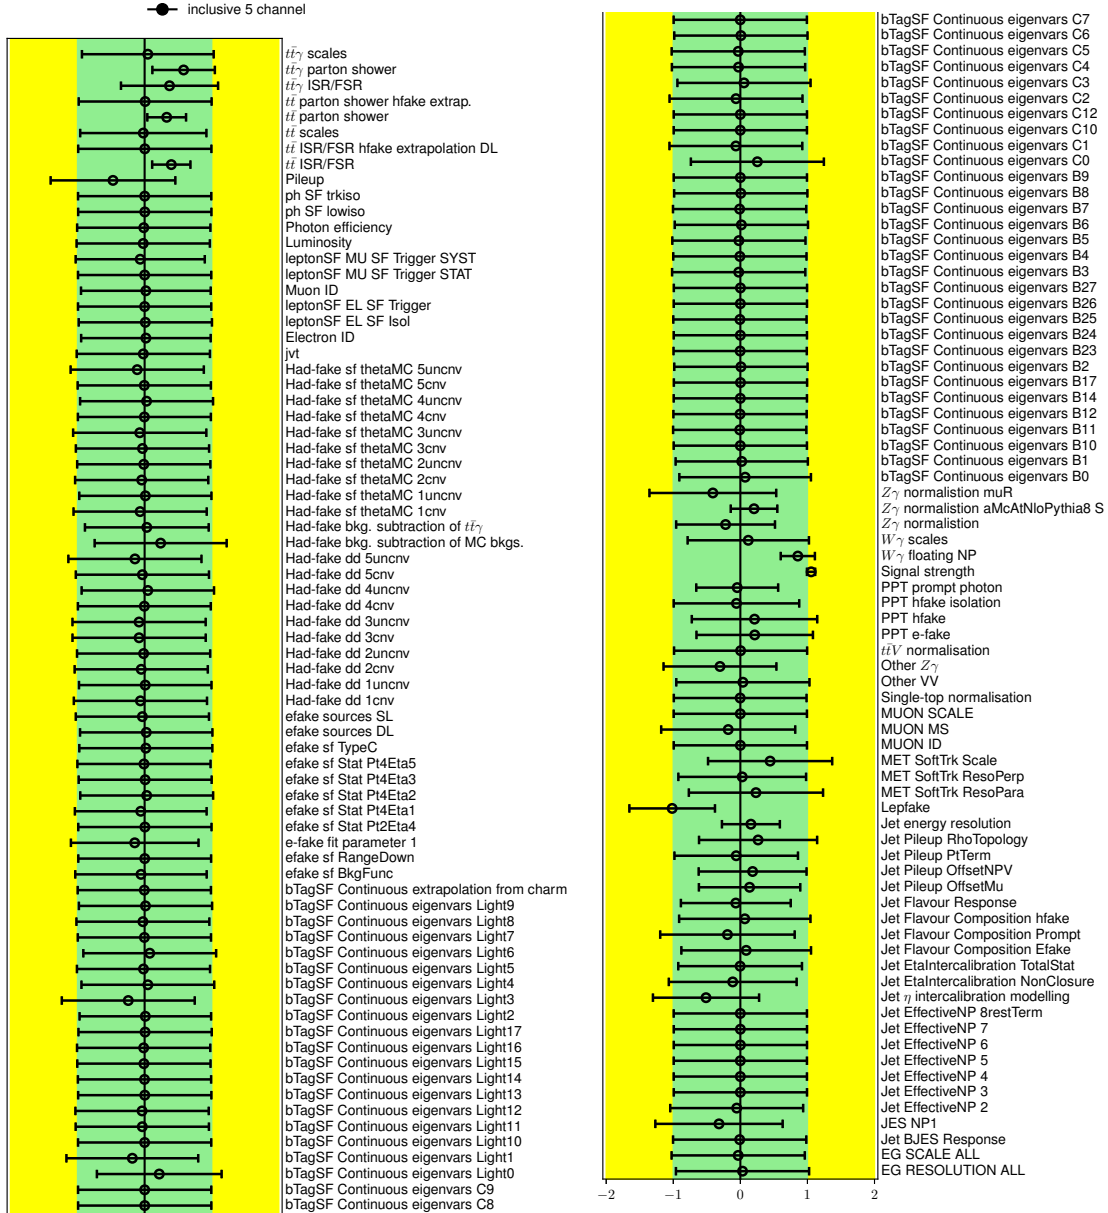 inclusive 5 channel
tt̄γ scales
tt̄γ parton shower
tt̄γ ISR/FSR
tt̄ parton shower hfake extrap.
tt̄ parton shower
tt̄ scales
tt̄ ISR/FSR hfake extrapolation DL
tt̄ ISR/FSR
Pileup
ph SF trkiso
ph SF lowiso
Photon efficiency
Luminosity
leptonSF MU SF Trigger SYST
leptonSF MU SF Trigger STAT
Muon ID
leptonSF EL SF Trigger
leptonSF EL SF Isol
Electron ID
jvt
Had-fake sf thetaMC 5uncnv
Had-fake sf thetaMC 5cnv
Had-fake sf thetaMC 4uncnv
Had-fake sf thetaMC 4cnv
Had-fake sf thetaMC 3uncnv
Had-fake sf thetaMC 3cnv
Had-fake sf thetaMC 2uncnv
Had-fake sf thetaMC 2cnv
Had-fake sf thetaMC 1uncnv
Had-fake sf thetaMC 1cnv
Had-fake bkg. subtraction of tt̄γ
Had-fake bkg. subtraction of MC bkgs.
Had-fake dd 5uncnv
Had-fake dd 5cnv
Had-fake dd 4uncnv
Had-fake dd 4cnv
Had-fake dd 3uncnv
Had-fake dd 3cnv
Had-fake dd 2uncnv
Had-fake dd 2cnv
Had-fake dd 1uncnv
Had-fake dd 1cnv
efake sources SL
efake sources DL
efake sf TypeC
efake sf Stat Pt4Eta5
efake sf Stat Pt4Eta3
efake sf Stat Pt4Eta2
efake sf Stat Pt4Eta1
efake sf Stat Pt2Eta4
e-fake fit parameter 1
efake sf RangeDown
efake sf BkgFunc
bTagSF Continuous extrapolation from charm
bTagSF Continuous eigenvars Light9
bTagSF Continuous eigenvars Light8
bTagSF Continuous eigenvars Light7
bTagSF Continuous eigenvars Light6
bTagSF Continuous eigenvars Light5
bTagSF Continuous eigenvars Light4
bTagSF Continuous eigenvars Light3
bTagSF Continuous eigenvars Light2
bTagSF Continuous eigenvars Light17
bTagSF Continuous eigenvars Light16
bTagSF Continuous eigenvars Light15
bTagSF Continuous eigenvars Light14
bTagSF Continuous eigenvars Light13
bTagSF Continuous eigenvars Light12
bTagSF Continuous eigenvars Light11
bTagSF Continuous eigenvars Light10
bTagSF Continuous eigenvars Light1
bTagSF Continuous eigenvars Light0
bTagSF Continuous eigenvars C9
bTagSF Continuous eigenvars C8
bTagSF Continuous eigenvars C7
bTagSF Continuous eigenvars C6
bTagSF Continuous eigenvars C5
bTagSF Continuous eigenvars C4
bTagSF Continuous eigenvars C3
bTagSF Continuous eigenvars C2
bTagSF Continuous eigenvars C12
bTagSF Continuous eigenvars C10
bTagSF Continuous eigenvars C1
bTagSF Continuous eigenvars C0
bTagSF Continuous eigenvars B9
bTagSF Continuous eigenvars B8
bTagSF Continuous eigenvars B7
bTagSF Continuous eigenvars B6
bTagSF Continuous eigenvars B5
bTagSF Continuous eigenvars B4
bTagSF Continuous eigenvars B3
bTagSF Continuous eigenvars B27
bTagSF Continuous eigenvars B26
bTagSF Continuous eigenvars B25
bTagSF Continuous eigenvars B24
bTagSF Continuous eigenvars B23
bTagSF Continuous eigenvars B2
bTagSF Continuous eigenvars B17
bTagSF Continuous eigenvars B14
bTagSF Continuous eigenvars B12
bTagSF Continuous eigenvars B11
bTagSF Continuous eigenvars B10
bTagSF Continuous eigenvars B1
bTagSF Continuous eigenvars B0
Zγ normalistion muR
Zγ normalistion aMcAtNloPythia8 S
Zγ normalistion
Wγ scales
Wγ floating NP
Signal strength
PPT prompt photon
PPT hfake isolation
PPT hfake
PPT e-fake
tt̄V normalisation
Other Zγ
Other VV
Single-top normalisation
MUON SCALE
MUON MS
MUON ID
MET SoftTrk Scale
MET SoftTrk ResoPerp
MET SoftTrk ResoPara
Lepfake
Jet energy resolution
Jet Pileup RhoTopology
Jet Pileup PtTerm
Jet Pileup OffsetNPV
Jet Pileup OffsetMu
Jet Flavour Response
Jet Flavour Composition hfake
Jet Flavour Composition Prompt
Jet Flavour Composition Efake
Jet EtaIntercalibration TotalStat
Jet EtaIntercalibration NonClosure
Jet η intercalibration modelling
Jet EffectiveNP 8restTerm
Jet EffectiveNP 7
Jet EffectiveNP 6
Jet EffectiveNP 5
Jet EffectiveNP 4
Jet EffectiveNP 3
Jet EffectiveNP 2
JES NP1
Jet BJES Response
EG SCALE ALL
EG RESOLUTION ALL
−2 −1 0 1 2